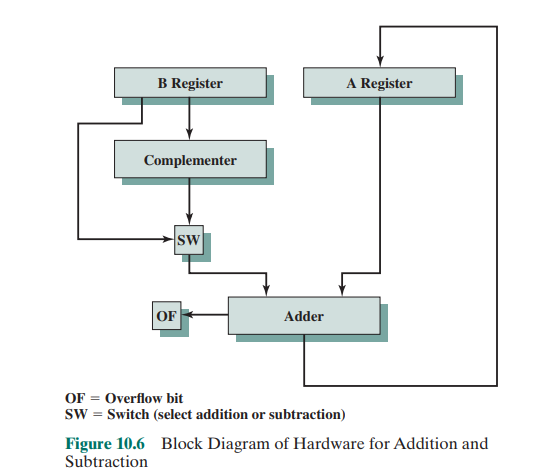 B Register
A Register
Complementer
SW
OF
Adder
OF = Overflow bit
SW = Switch (select addition or subtraction)
Figure 10.6 Block Diagram of Hardware for Addition and
Subtraction